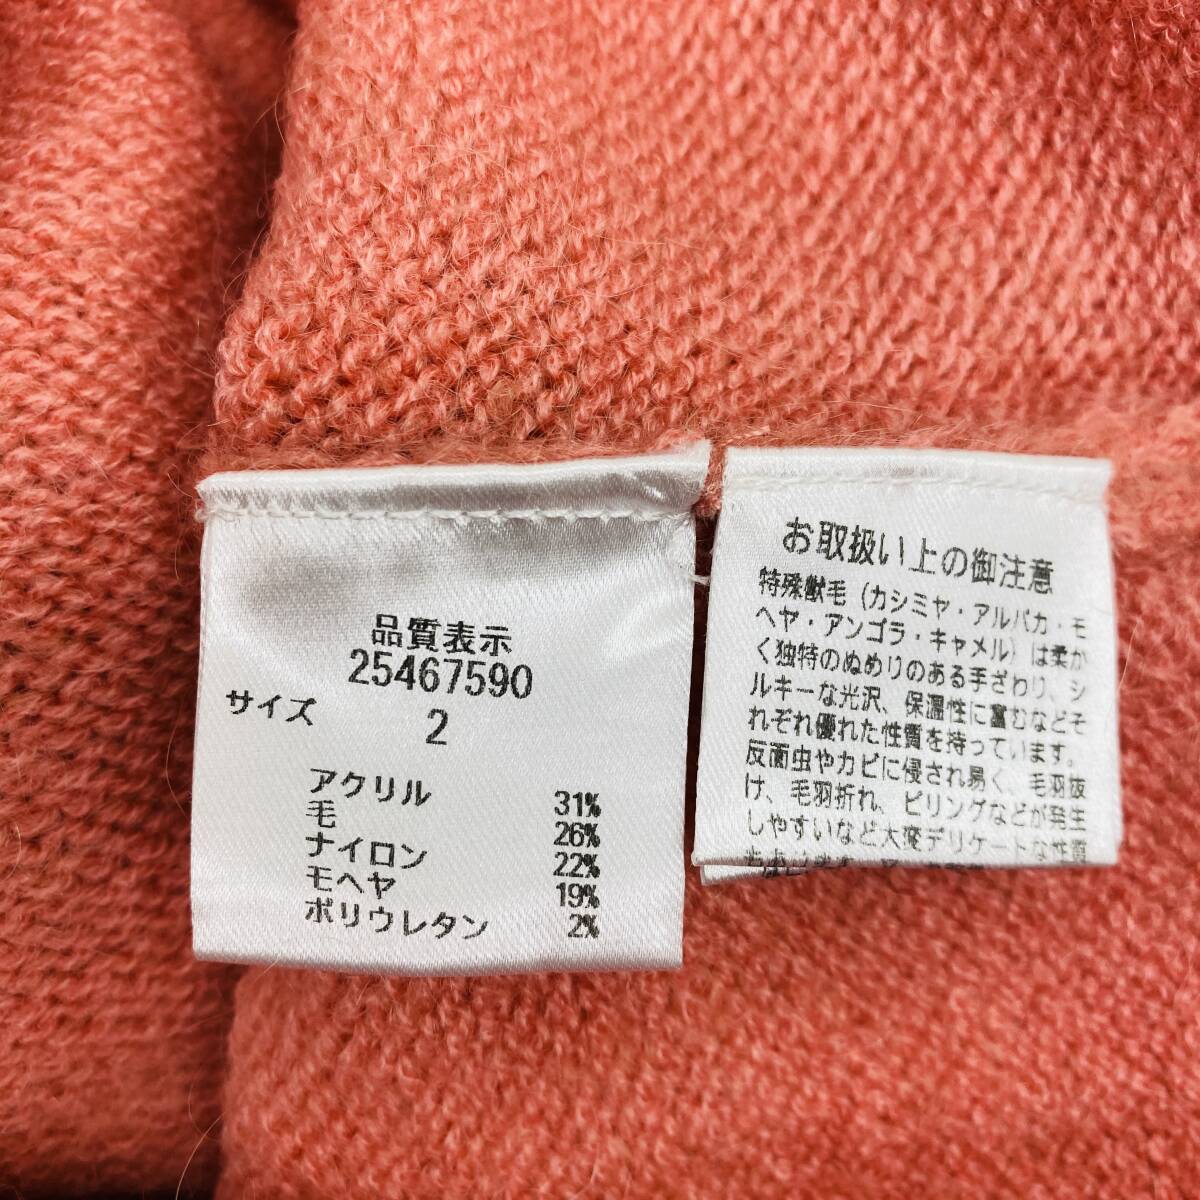 品質表示
25467590
サイズ 2
アクリル 31%
毛 26%
ナイロン 22%
モヘヤ 19%
ポリウレタン 2%
お取扱い上の御注意
特殊獣毛（カシミヤ・アルパカ・モ
ヘヤ・アンゴラ・キャメル）は柔か
く独特のぬめりのある手ざわり、シ
ルキーな光沢、保温性に富むなどそ
れぞれ優れた性質を持っています。
反面虫やカビに侵され易く、毛羽抜
け、毛羽折れ、ピリングなどが発生
しやすいなど大変デリケートな性質